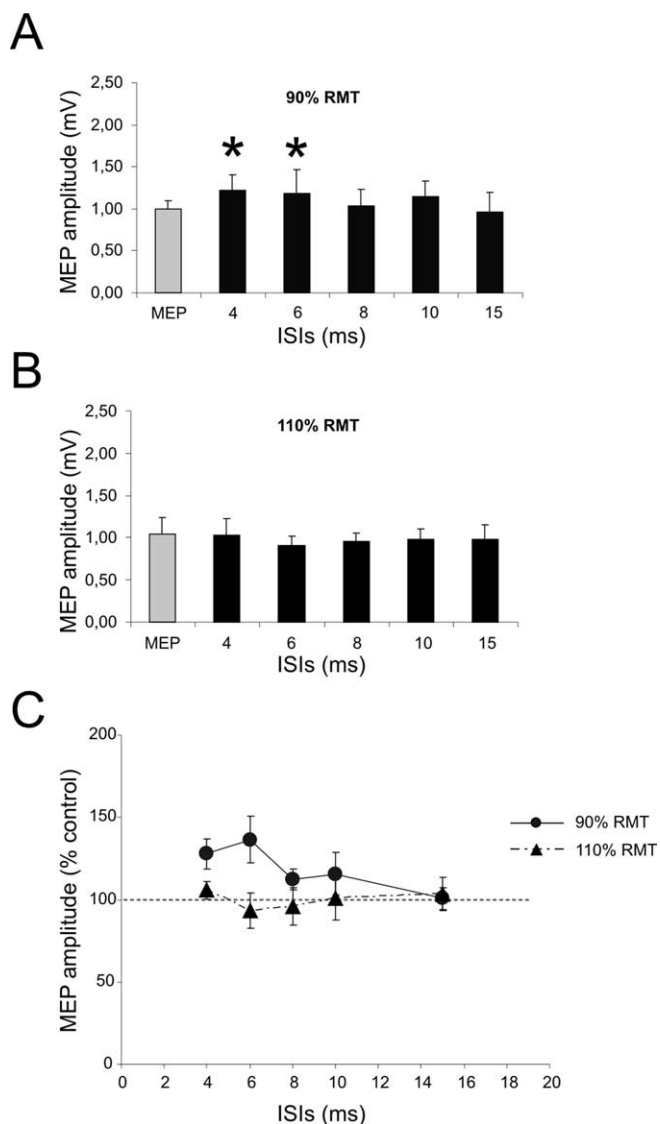 A
90% RMT
MEP amplitude (mV)
2,50
2,00
1,50
1,00
0,50
0,00
* *
MEP 4 6 8 10 15
ISIs (ms)
B
110% RMT
MEP amplitude (mV)
2,50
2,00
1,50
1,00
0,50
0,00
MEP 4 6 8 10 15
ISIs (ms)
C
MEP amplitude (% control)
200
150
100
50
0
90% RMT
110% RMT
0 2 4 6 8 10 12 14 16 18 20
ISIs (ms)